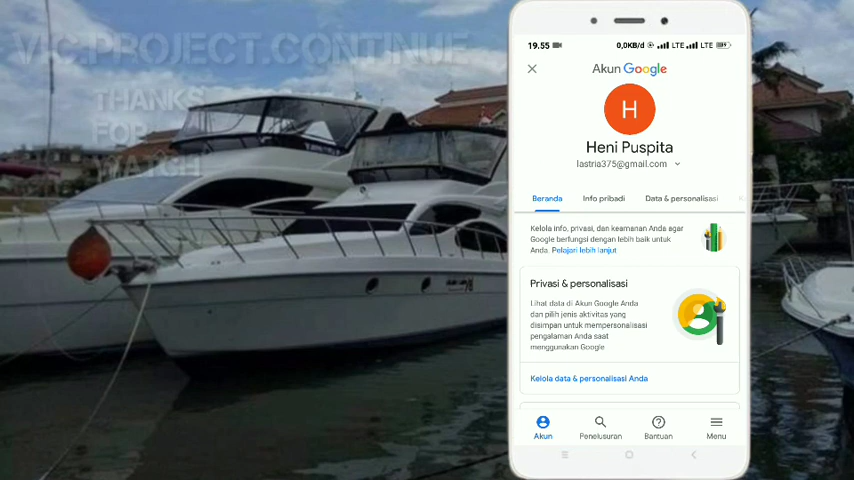 V.I.C.PROJECT.CONTINUE
THANKS
FOR
WATCH
19.55
0,0KB/d
LTE
LTE
Akun Google
H
Heni Puspita
lastria375@gmail.com
Beranda
Info pribadi
Data & personalisasi
Kelola info, privasi, dan keamanan Anda agar
Google berfungsi dengan lebih baik untuk
Anda. Pelajari lebih lanjut
Privasi & personalisasi
Lihat data di Akun Google Anda
dan pilih jenis aktivitas yang
disimpan untuk mempersonalisasi
pengalaman Anda saat
menggunakan Google
Kelola data & personalisasi Anda
Akun
Penelusuran
Bantuan
Menu